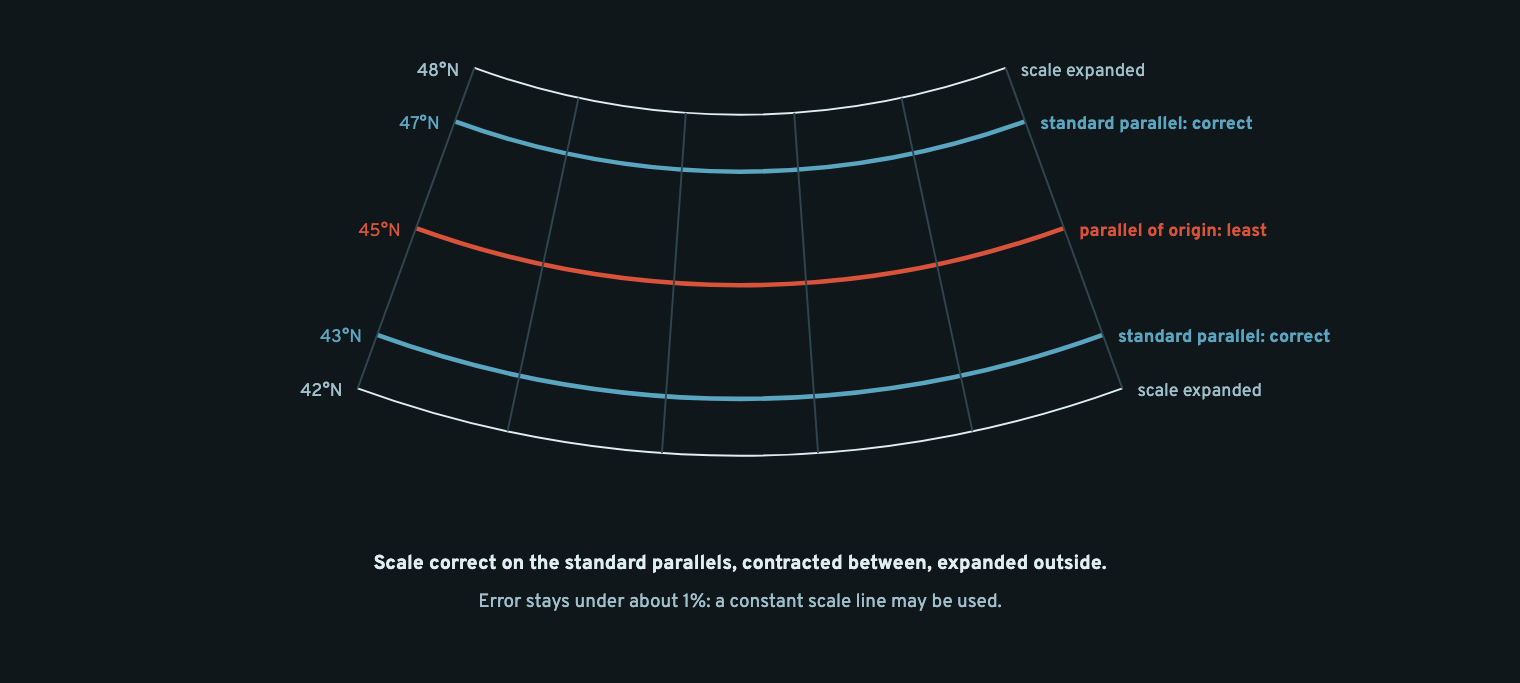 48°N scale expanded
47°N standard parallel: correct
45°N parallel of origin: least
43°N standard parallel: correct
42°N scale expanded
Scale correct on the standard parallels, contracted between, expanded outside.
Error stays under about 1%: a constant scale line may be used.